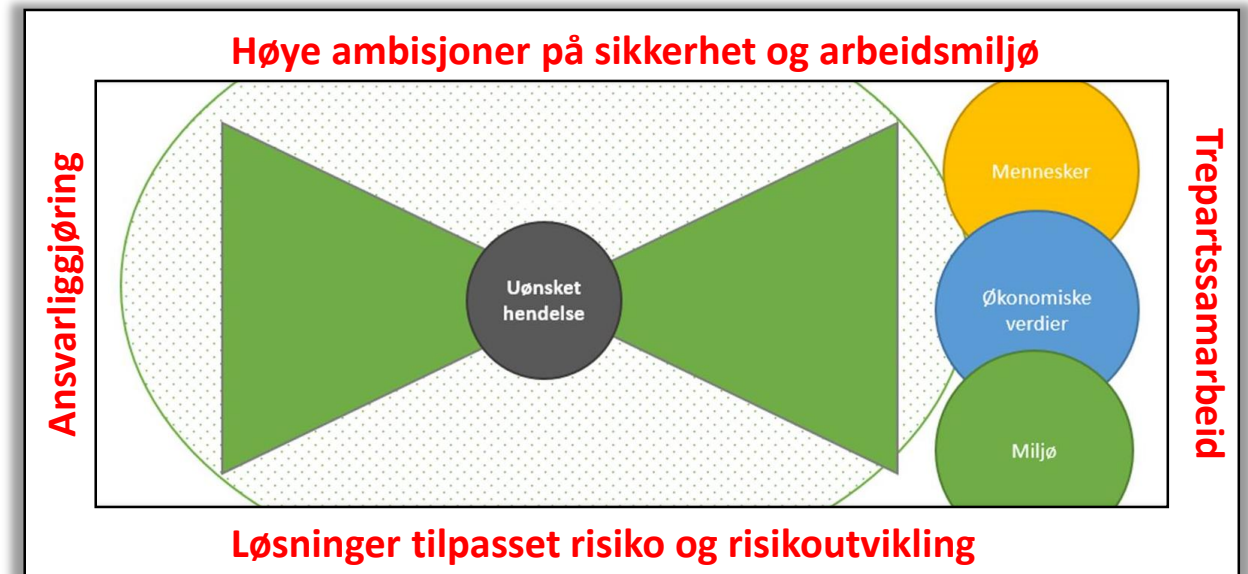 Høye ambisjoner på sikkerhet og arbeidsmiljø
Ansvarliggjøring
Uønsket
hendelse
Mennesker
Økonomiske
verdier
Miljø
Trepartssamarbeid
Løsninger tilpasset risiko og risikoutvikling